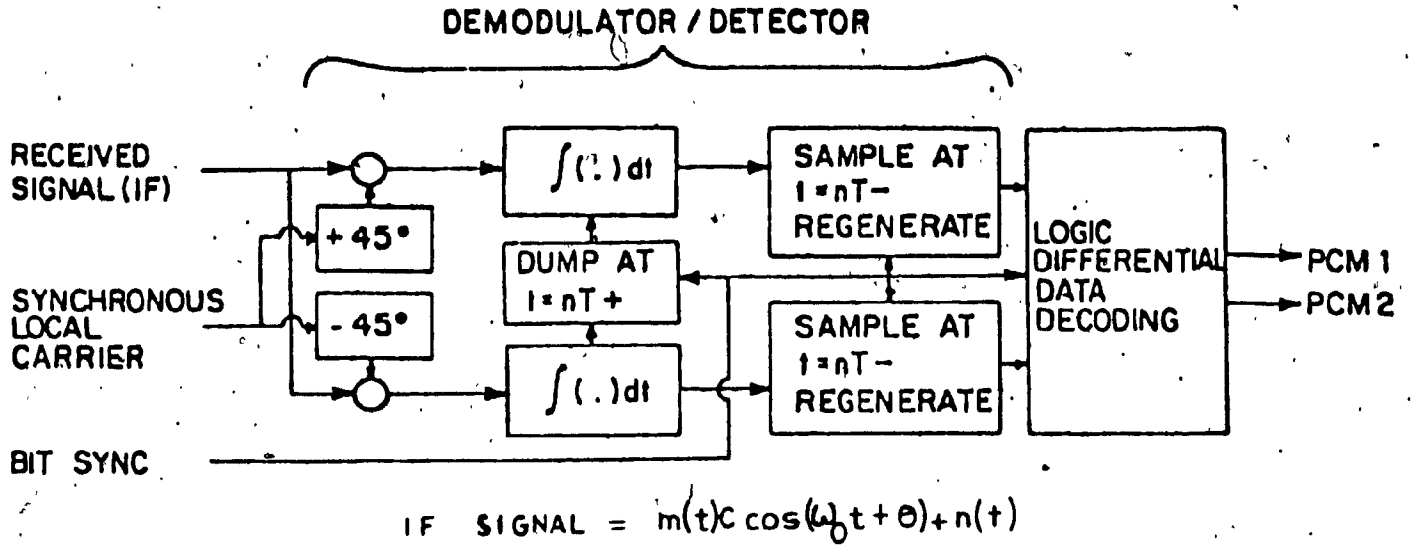 DEMODULATOR / DETECTOR
RECEIVED
SIGNAL (IF)
+ 45°
SYNCHRONOUS
LOCAL
CARRIER
- 45°
BIT SYNC
∫(.) dt
DUMP AT
t = nT +
∫(.) dt
SAMPLE AT
t = nT -
REGENERATE
SAMPLE AT
t = nT -
REGENERATE
LOGIC
DIFFERENTIAL
DATA
DECODING
PCM 1
PCM 2
IF SIGNAL = m(t)C cos(ω₀t + θ) + n(t)